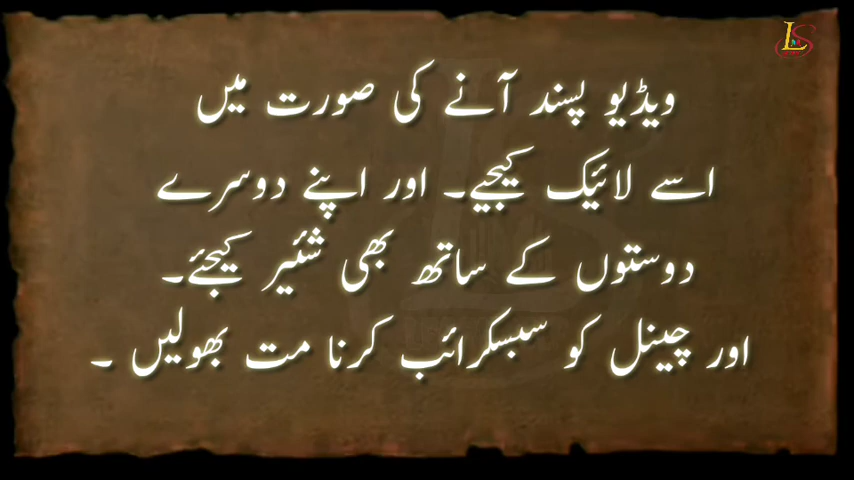 ویڈیو پسند آنے کی صورت میں
اسے لائیک کیجیے۔ اور اپنے دوسرے
دوستوں کے ساتھ بھی شئیر کیجئے۔
اور چینل کو سبسکرائب کرنا مت بھولیں ۔
LS